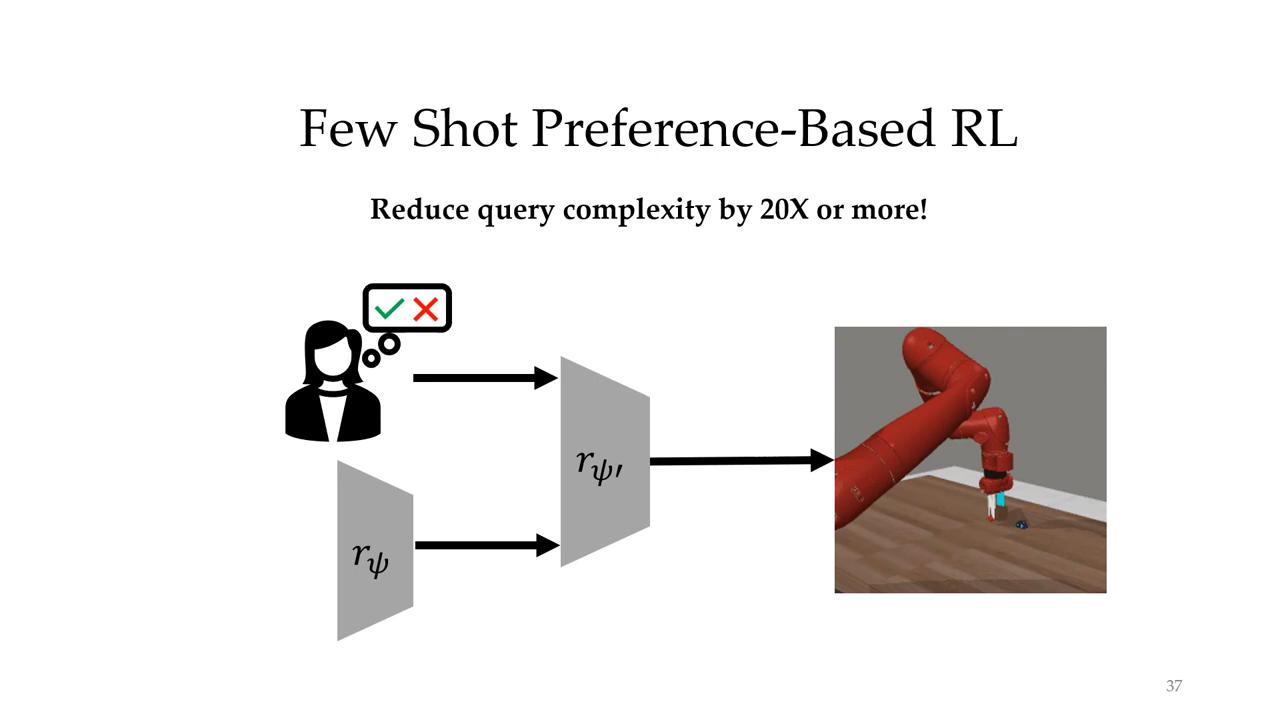 Few Shot Preference-Based RL
Reduce query complexity by 20X or more!
r_ψ′
r_ψ
37